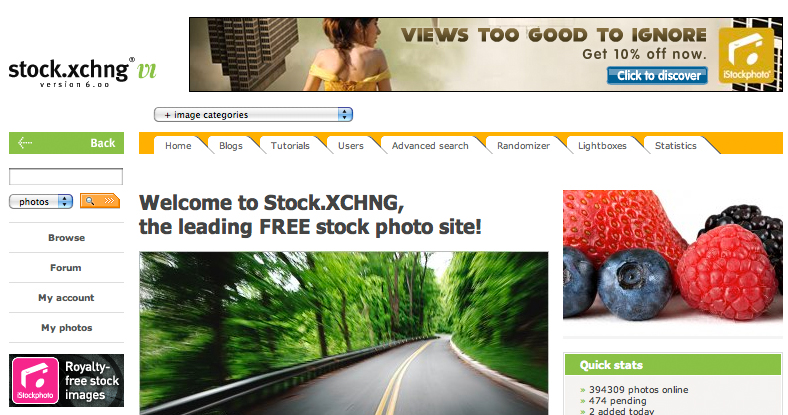 VIEWS TOO GOOD TO IGNORE
Get 10% off now.
Click to discover
iStockphoto
stock.xchng® vi
version 6.00
+ image categories
Back
Home Blogs Tutorials Users Advanced search Randomizer Lightboxes Statistics
photos
Browse
Forum
My account
My photos
iStockphoto
Royalty-
free stock
images
Welcome to Stock.XCHNG,
the leading FREE stock photo site!
Quick stats
» 394309 photos online
» 474 pending
» 2 added today